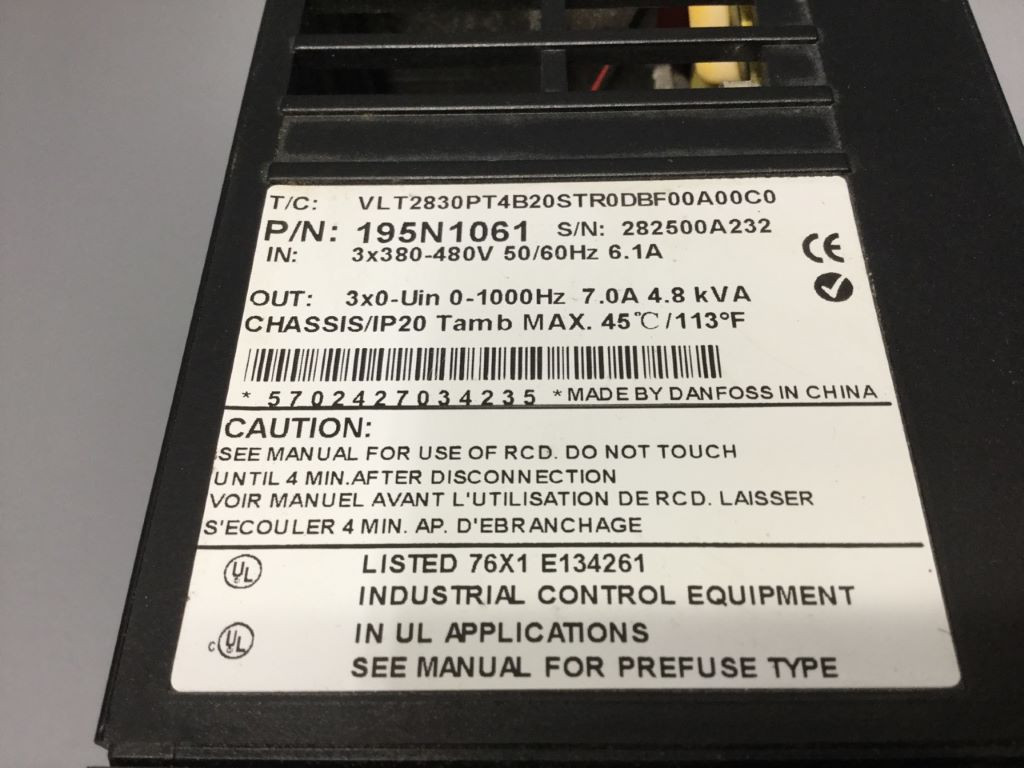 T/C: VLT2830PT4B20STR0DBF00A00C0
P/N: 195N1061 S/N: 282500A232
IN: 3x380-480V 50/60Hz 6.1A
CE
OUT: 3x0-Uin 0-1000Hz 7.0A 4.8 kVA
CHASSIS/IP20 Tamb MAX. 45℃/113°F
* 5702427034235 * MADE BY DANFOSS IN CHINA
CAUTION:
SEE MANUAL FOR USE OF RCD. DO NOT TOUCH
UNTIL 4 MIN.AFTER DISCONNECTION
VOIR MANUEL AVANT L'UTILISATION DE RCD. LAISSER
S'ECOULER 4 MIN. AP. D'EBRANCHAGE
UL LISTED 76X1 E134261
INDUSTRIAL CONTROL EQUIPMENT
c UL IN UL APPLICATIONS
SEE MANUAL FOR PREFUSE TYPE